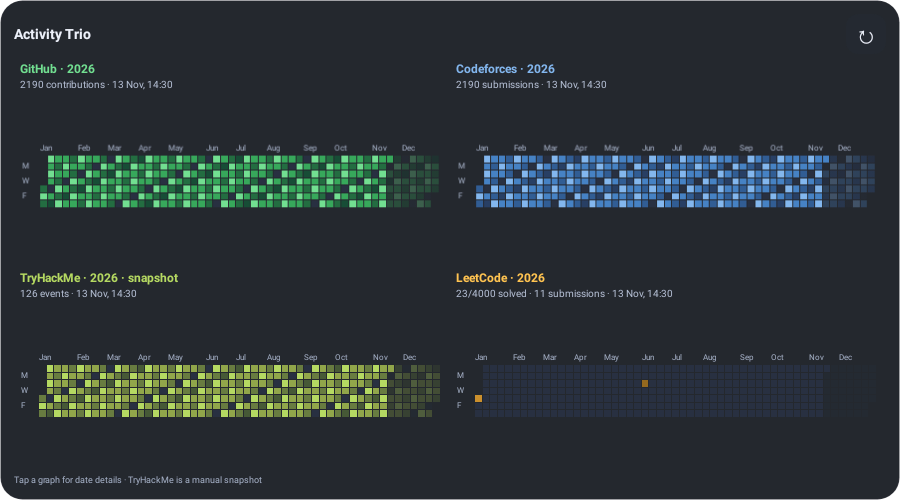 Activity Trio
GitHub · 2026
2190 contributions · 13 Nov, 14:30
Jan Feb Mar Apr May Jun Jul Aug Sep Oct Nov Dec
M
W
F
Codeforces · 2026
2190 submissions · 13 Nov, 14:30
Jan Feb Mar Apr May Jun Jul Aug Sep Oct Nov Dec
M
W
F
TryHackMe · 2026 · snapshot
126 events · 13 Nov, 14:30
Jan Feb Mar Apr May Jun Jul Aug Sep Oct Nov Dec
M
W
F
LeetCode · 2026
23/4000 solved · 11 submissions · 13 Nov, 14:30
Jan Feb Mar Apr May Jun Jul Aug Sep Oct Nov Dec
M
W
F
Tap a graph for date details · TryHackMe is a manual snapshot